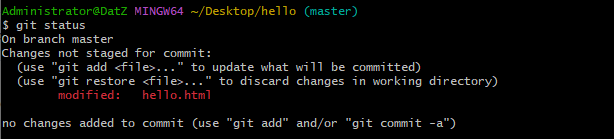 Administrator@DatZ MINGW64 ~/Desktop/hello (master)
$ git status
On branch master
Changes not staged for commit:
  (use "git add <file>..." to update what will be committed)
  (use "git restore <file>..." to discard changes in working directory)
        modified:   hello.html

no changes added to commit (use "git add" and/or "git commit -a")